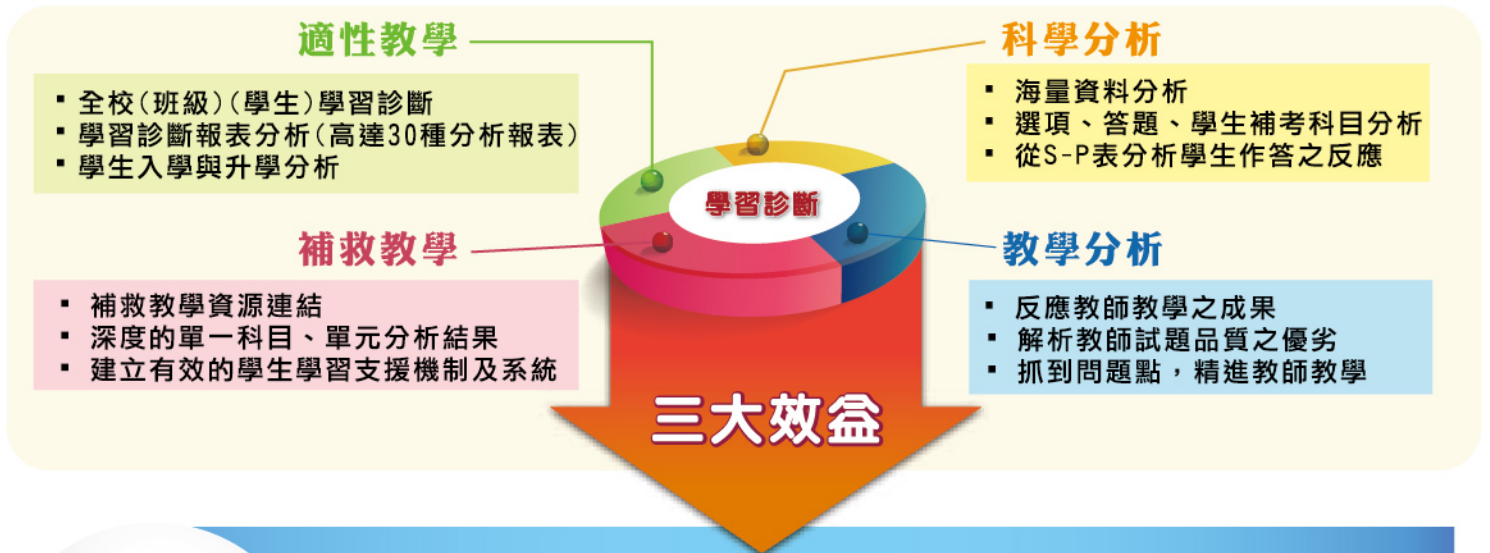 適性教學
▪ 全校(班級)(學生)學習診斷
▪ 學習診斷報表分析(高達30種分析報表)
▪ 學生入學與升學分析
科學分析
▪ 海量資料分析
▪ 選項、答題、學生補考科目分析
▪ 從S-P表分析學生作答之反應
學習診斷
補救教學
▪ 補救教學資源連結
▪ 深度的單一科目、單元分析結果
▪ 建立有效的學生學習支援機制及系統
教學分析
▪ 反應教師教學之成果
▪ 解析教師試題品質之優劣
▪ 抓到問題點，精進教師教學
三大效益